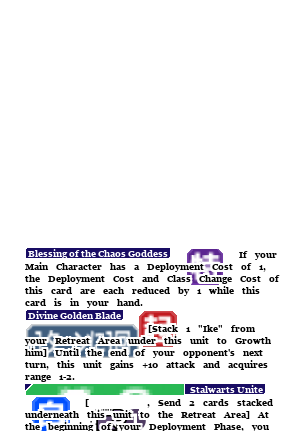 Blessing of the Chaos Goddess If your
Main Character has a Deployment Cost of 1,
the Deployment Cost and Class Change Cost of
this card are each reduced by 1 while this
card is in your hand.
Divine Golden Blade
[Stack 1 "Ike" from
your Retreat Area under this unit to Growth
him] Until the end of your opponent's next
turn, this unit gains +10 attack and acquires
range 1-2.
Stalwarts Unite
[ , Send 2 cards stacked
underneath this unit to the Retreat Area] At
the beginning of your Deployment Phase, you